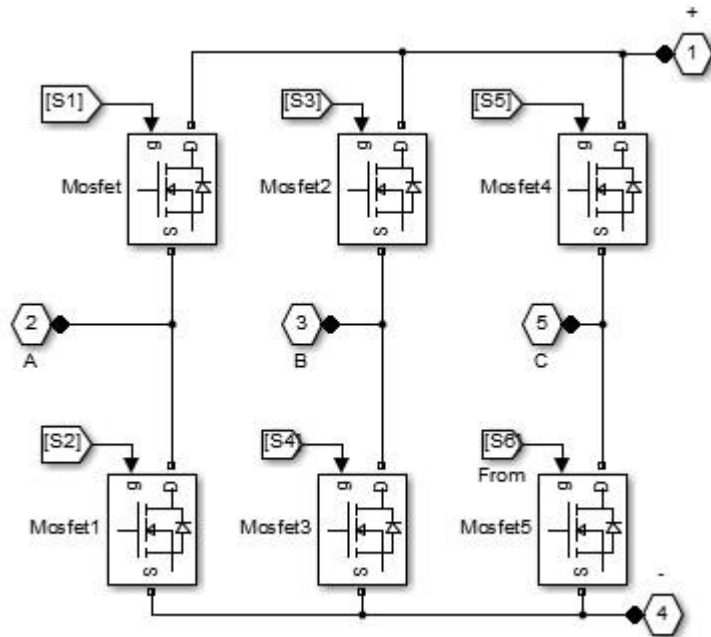 +
1
[S1]
[S3]
[S5]
g D
g D
g D
Mosfet
Mosfet2
Mosfet4
S
S
S
2
3
5
A
B
C
[S2]
[S4]
[S6]
From
g D
g D
g D
Mosfet1
Mosfet3
Mosfet5
S
S
S
-
4